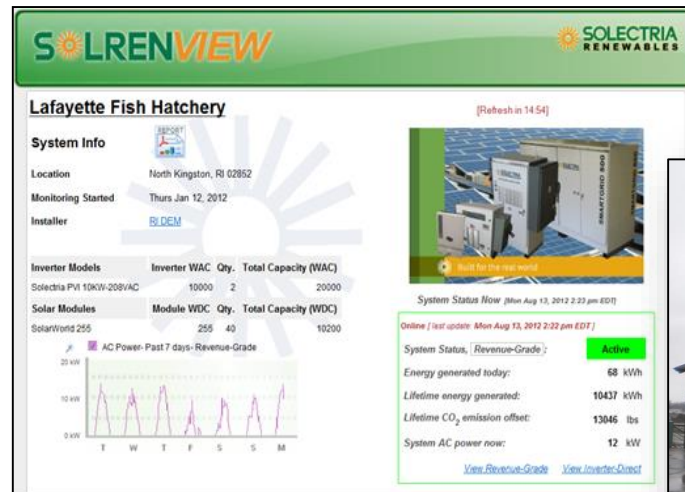 SOLRENVIEW
SOLECTRIA
RENEWABLES
Lafayette Fish Hatchery
[Refresh in 14:54]
System Info
REPORT
Location North Kingston, RI 02852
Monitoring Started Thurs Jan 12, 2012
Installer RI DEM
SMARTGRID 500
Built for the real world
Inverter Models Inverter WAC Qty. Total Capacity (WAC)
Solectria PVI 10KW-208VAC 10000 2 20000
Solar Modules Module WDC Qty. Total Capacity (WDC)
SolarWorld 255 255 40 10200
System Status Now [Mon Aug 13, 2012 2:23 pm EDT]
Online [ last update: Mon Aug 13, 2012 2:22 pm EDT ]
System Status, Revenue-Grade : Active
Energy generated today: 68 kWh
Lifetime energy generated: 10437 kWh
Lifetime CO2 emission offset: 13046 lbs
System AC power now: 12 kW
View Revenue-Grade View Inverter-Direct
AC Power- Past 7 days- Revenue-Grade
20 kW
10 kW
0 kW
T W T F S S M